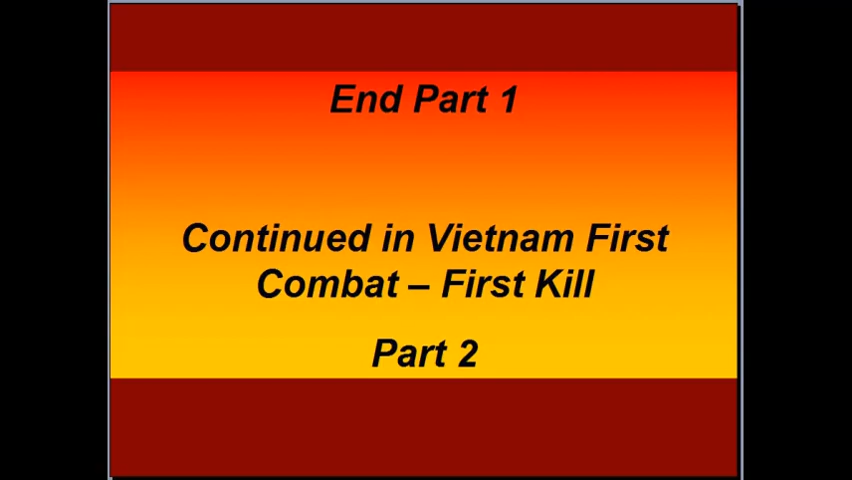 End Part 1
Continued in Vietnam First
Combat – First Kill
Part 2